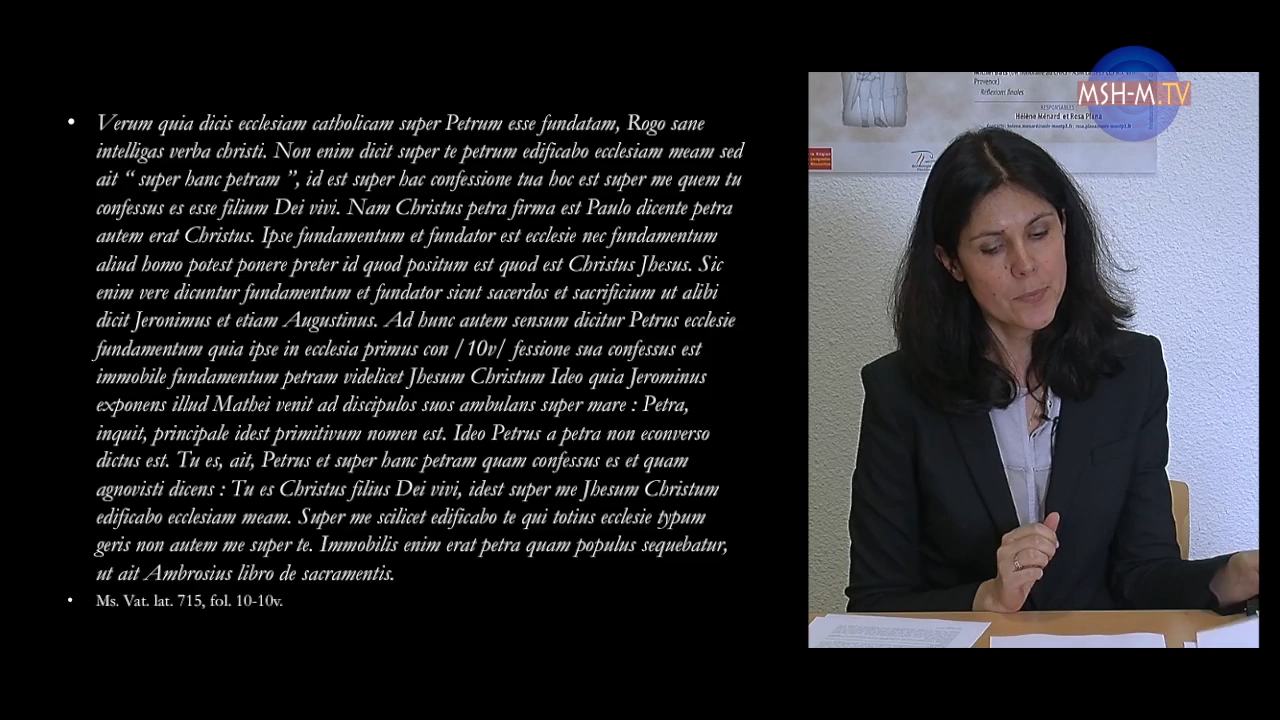 • Verum quia dicis ecclesiam catholicam super Petrum esse fundatam, Rogo sane
intelligas verba christi. Non enim dicit super te petrum edificabo ecclesiam meam sed
ait “ super hanc petram ”, id est super hac confessione tua hoc est super me quem tu
confessus es esse filium Dei vivi. Nam Christus petra firma est Paulo dicente petra
autem erat Christus. Ipse fundamentum et fundator est ecclesie nec fundamentum
aliud homo potest ponere preter id quod positum est quod est Christus Jhesus. Sic
enim vere dicuntur fundamentum et fundator sicut sacerdos et sacrificium ut alibi
dicit Jeronimus et etiam Augustinus. Ad hunc autem sensum dicitur Petrus ecclesie
fundamentum quia ipse in ecclesia primus con /10v/ fessione sua confessus est
immobile fundamentum petram videlicet Jhesum Christum Ideo quia Jerominus
exponens illud Mathei venit ad discipulos suos ambulans super mare : Petra,
inquit, principale idest primitivum nomen est. Ideo Petrus a petra non econverso
dictus est. Tu es, ait, Petrus et super hanc petram quam confessus es et quam
agnovisti dicens : Tu es Christus filius Dei vivi, idest super me Jhesum Christum
edificabo ecclesiam meam. Super me scilicet edificabo te qui totius ecclesie typum
geris non autem me super te. Immobilis enim erat petra quam populus sequebatur,
ut ait Ambrosius libro de sacramentis.
• Ms. Vat. lat. 715, fol. 10-10v.
MSH-M.TV
Provence)
Réflexions finales
RESPONSABLES
Hélène Ménard et Rosa Plana